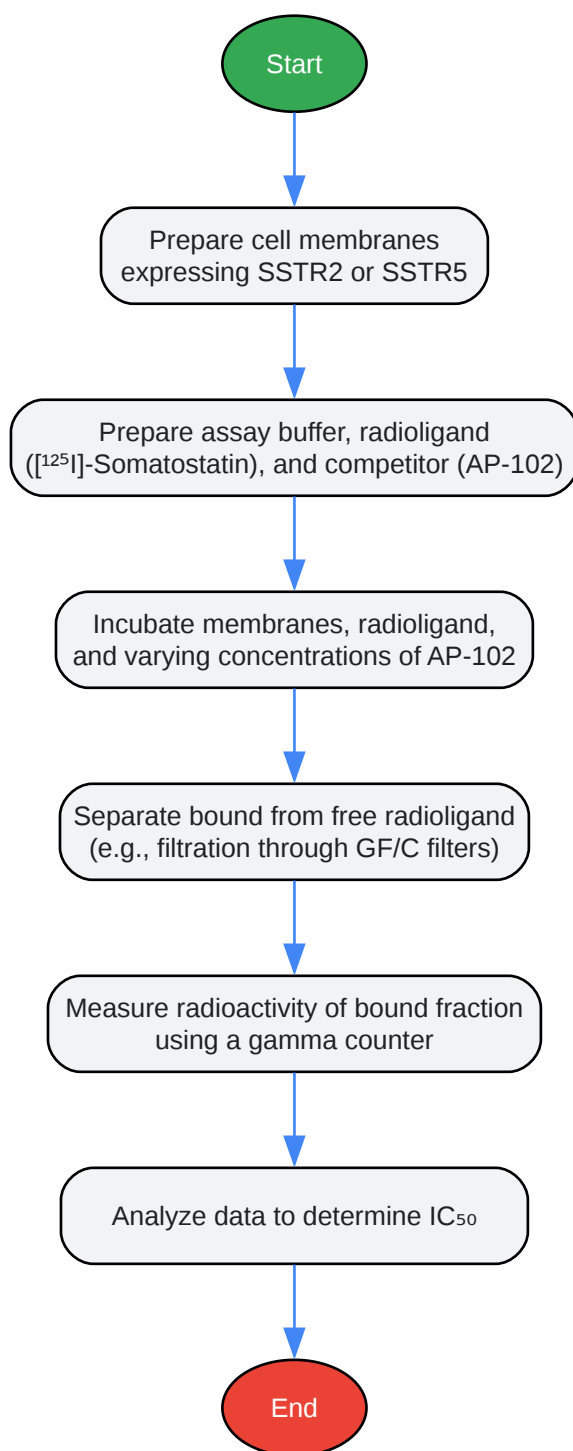 Start
Prepare cell membranes
expressing SSTR2 or SSTR5
Prepare assay buffer, radioligand
([¹²⁵I]-Somatostatin), and competitor (AP-102)
Incubate membranes, radioligand,
and varying concentrations of AP-102
Separate bound from free radioligand
(e.g., filtration through GF/C filters)
Measure radioactivity of bound fraction
using a gamma counter
Analyze data to determine IC₅₀
End